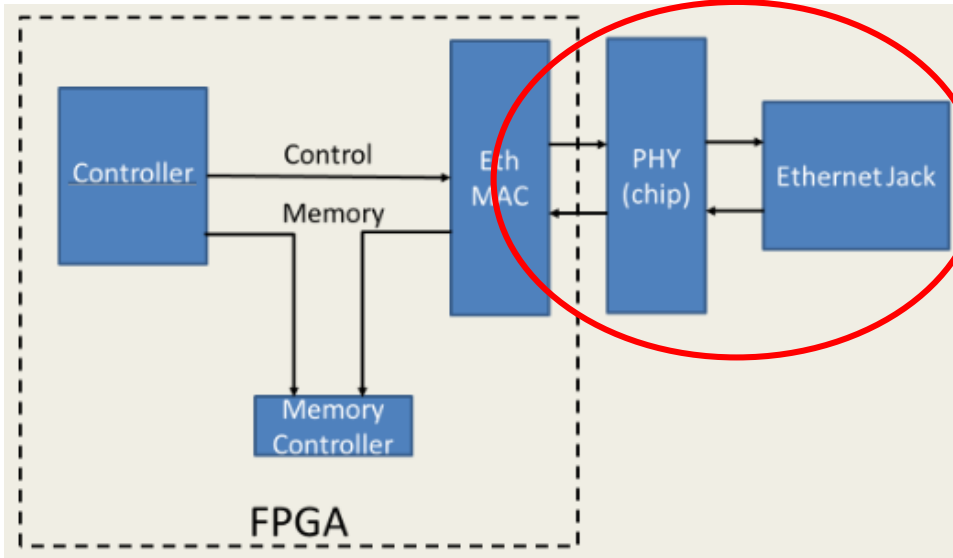 Controller
Control
Memory
Eth
MAC
PHY
(chip)
Ethernet Jack
Memory
Controller
FPGA